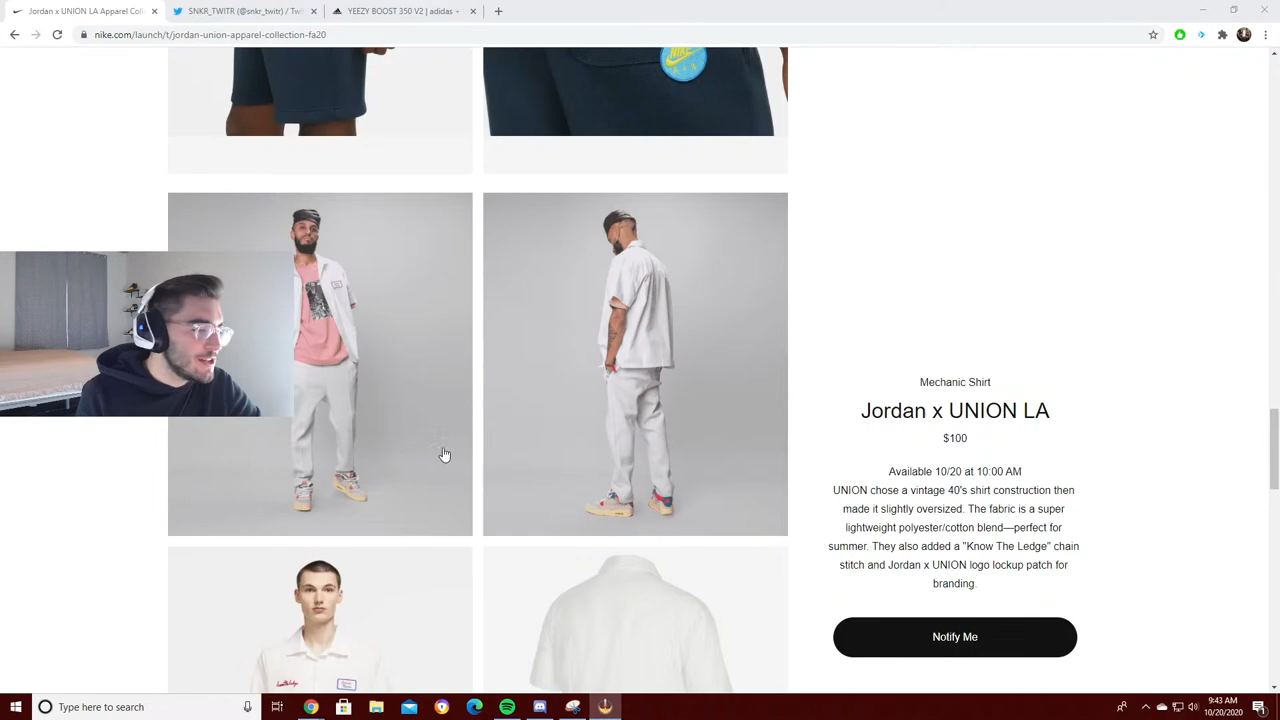 Jordan x UNION LA Apparel Coll
SNKR_TWITR (@snkr_twitr) / Twitt
YEEZY BOOST 350 V2 | adidas
nike.com/launch/t/jordan-union-apparel-collection-fa20
NIKE
AIR
Mechanic Shirt
Jordan x UNION LA
$100
Available 10/20 at 10:00 AM
UNION chose a vintage 40's shirt construction then
made it slightly oversized. The fabric is a super
lightweight polyester/cotton blend—perfect for
summer. They also added a "Know The Ledge" chain
stitch and Jordan x UNION logo lockup patch for
branding.
Notify Me
Type here to search
9:43 AM
10/20/2020